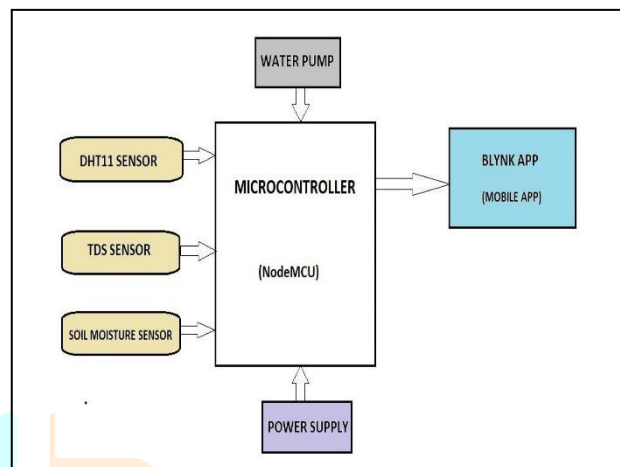 WATER PUMP
DHT11 SENSOR
TDS SENSOR
SOIL MOISTURE SENSOR
MICROCONTROLLER
(NodeMCU)
BLYNK APP
(MOBILE APP)
POWER SUPPLY